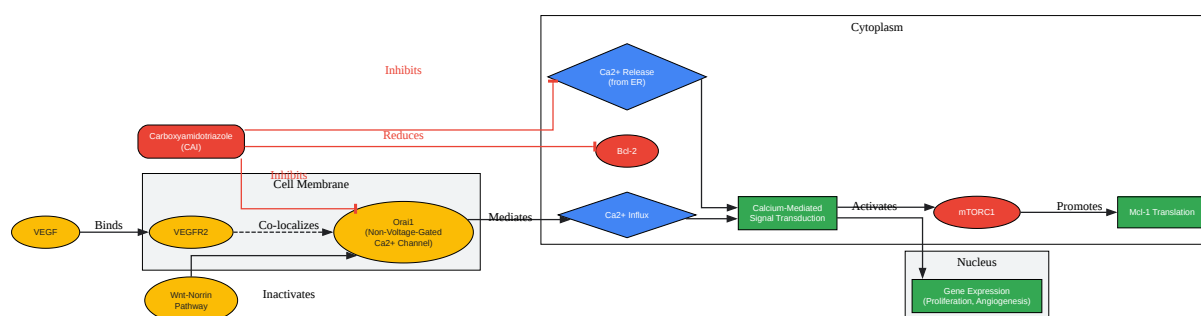 Cytoplasm
Inhibits
Ca2+ Release
(from ER)
Carboxyamidotriazole
(CAI)
Reduces
Bcl-2
Inhibits
Cell Membrane
VEGF
Binds
VEGFR2
Co-localizes
Orai1
(Non-Voltage-Gated
Ca2+ Channel)
Mediates
Ca2+ Influx
Calcium-Mediated
Signal Transduction
Activates
mTORC1
Promotes
Mcl-1 Translation
Wnt-Norrin
Pathway
Inactivates
Nucleus
Gene Expression
(Proliferation, Angiogenesis)